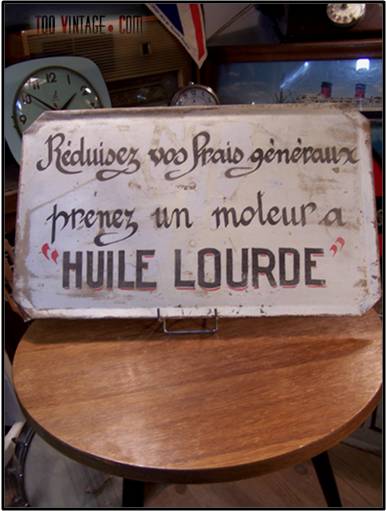 TOO VINTAGE.COM
Réduisez vos frais généraux
prenez un moteur a
"HUILE LOURDE"